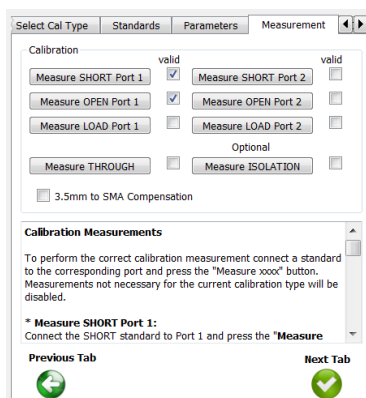 Select Cal Type Standards Parameters Measurement
Calibration
valid valid
Measure SHORT Port 1 Measure SHORT Port 2
Measure OPEN Port 1 Measure OPEN Port 2
Measure LOAD Port 1 Measure LOAD Port 2
Optional
Measure THROUGH Measure ISOLATION
3.5mm to SMA Compensation
Calibration Measurements
To perform the correct calibration measurement connect a standard
to the corresponding port and press the "Measure xxxx" button.
Measurements not necessary for the current calibration type will be
disabled.
* Measure SHORT Port 1:
Connect the SHORT standard to Port 1 and press the "Measure
Previous Tab Next Tab